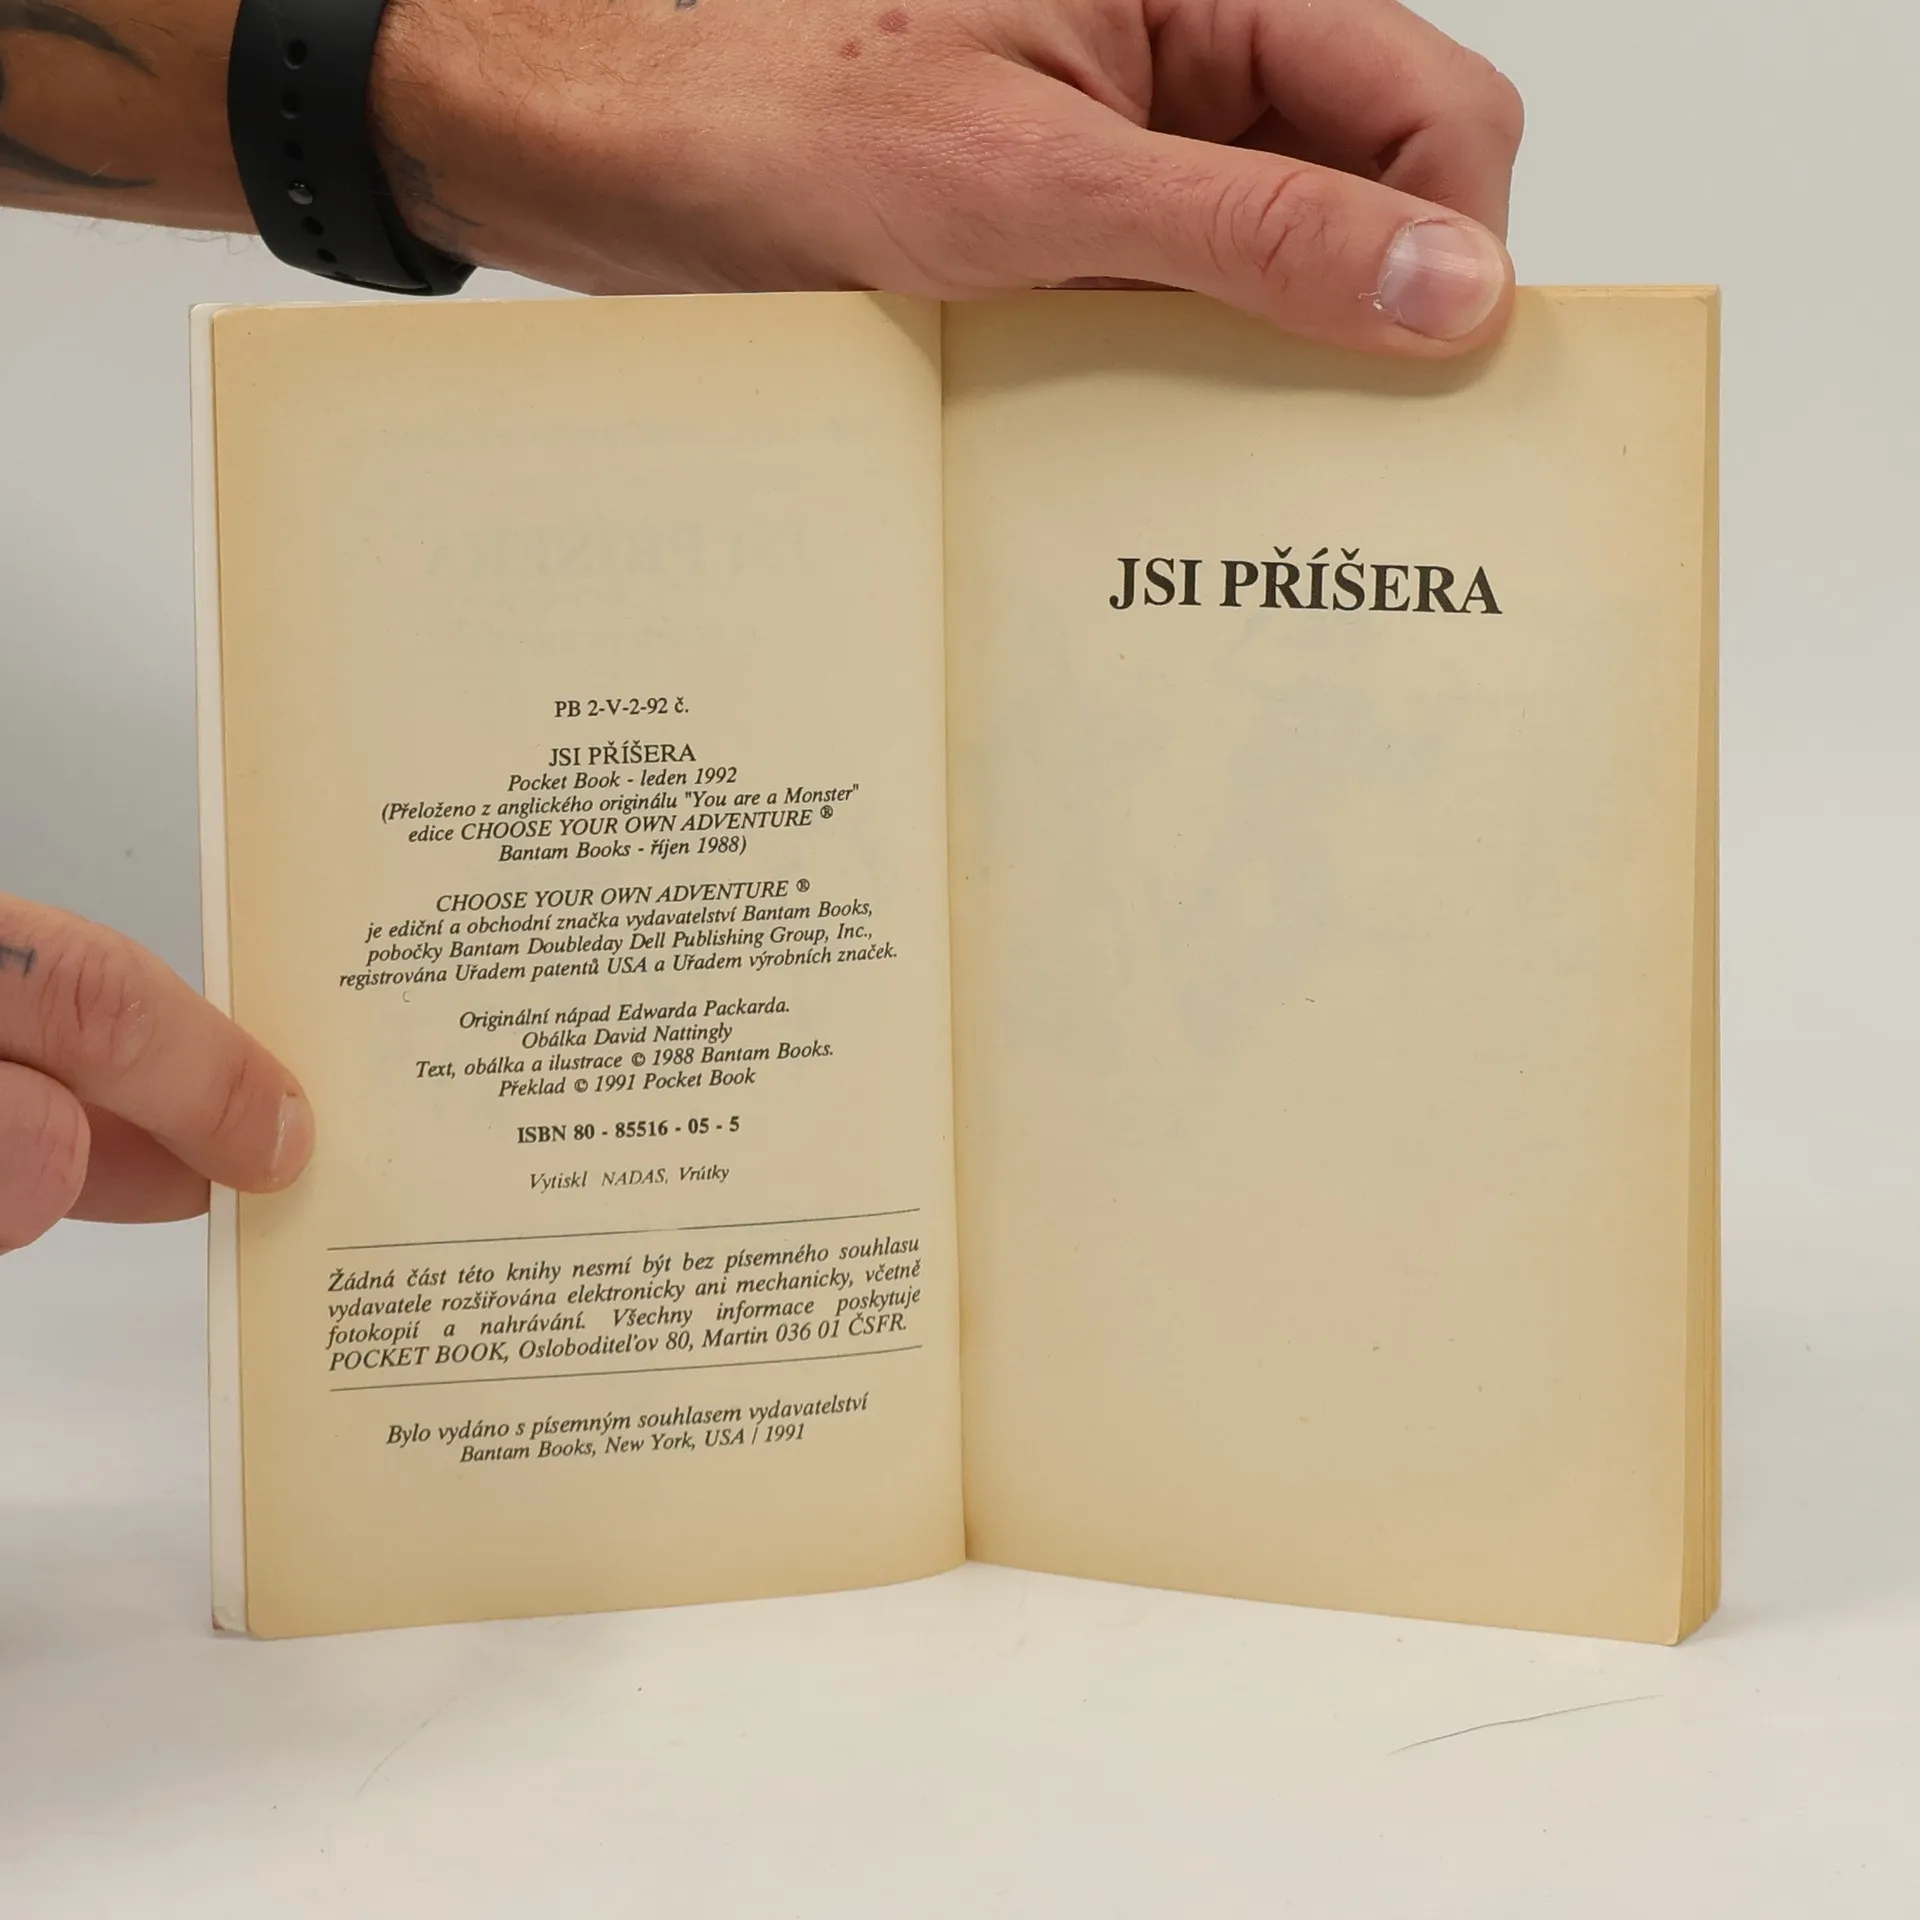 PB 2-V-2-92 č.
JSI PŘÍŠERA
Pocket Book - leden 1992
(Přeloženo z anglického originálu "You are a Monster"
edice CHOOSE YOUR OWN ADVENTURE ®
Bantam Books - říjen 1988)
CHOOSE YOUR OWN ADVENTURE ®
je ediční a obchodní značka vydavatelství Bantam Books,
pobočky Bantam Doubleday Dell Publishing Group, Inc.,
registrována Uřadem patentů USA a Uřadem výrobních značek.
Originální nápad Edwarda Packarda.
Obálka David Nattingly
Text, obálka a ilustrace © 1988 Bantam Books.
Překlad © 1991 Pocket Book
ISBN 80 - 85516 - 05 - 5
Vytiskl NADAS, Vrútky
Žádná část této knihy nesmí být bez písemného souhlasu
vydavatele rozšiřována elektronicky ani mechanicky, včetně
fotokopií a nahrávání. Všechny informace poskytuje
POCKET BOOK, Osloboditeľov 80, Martin 036 01 ČSFR.
Bylo vydáno s písemným souhlasem vydavatelství
Bantam Books, New York, USA / 1991
JSI PŘÍŠERA